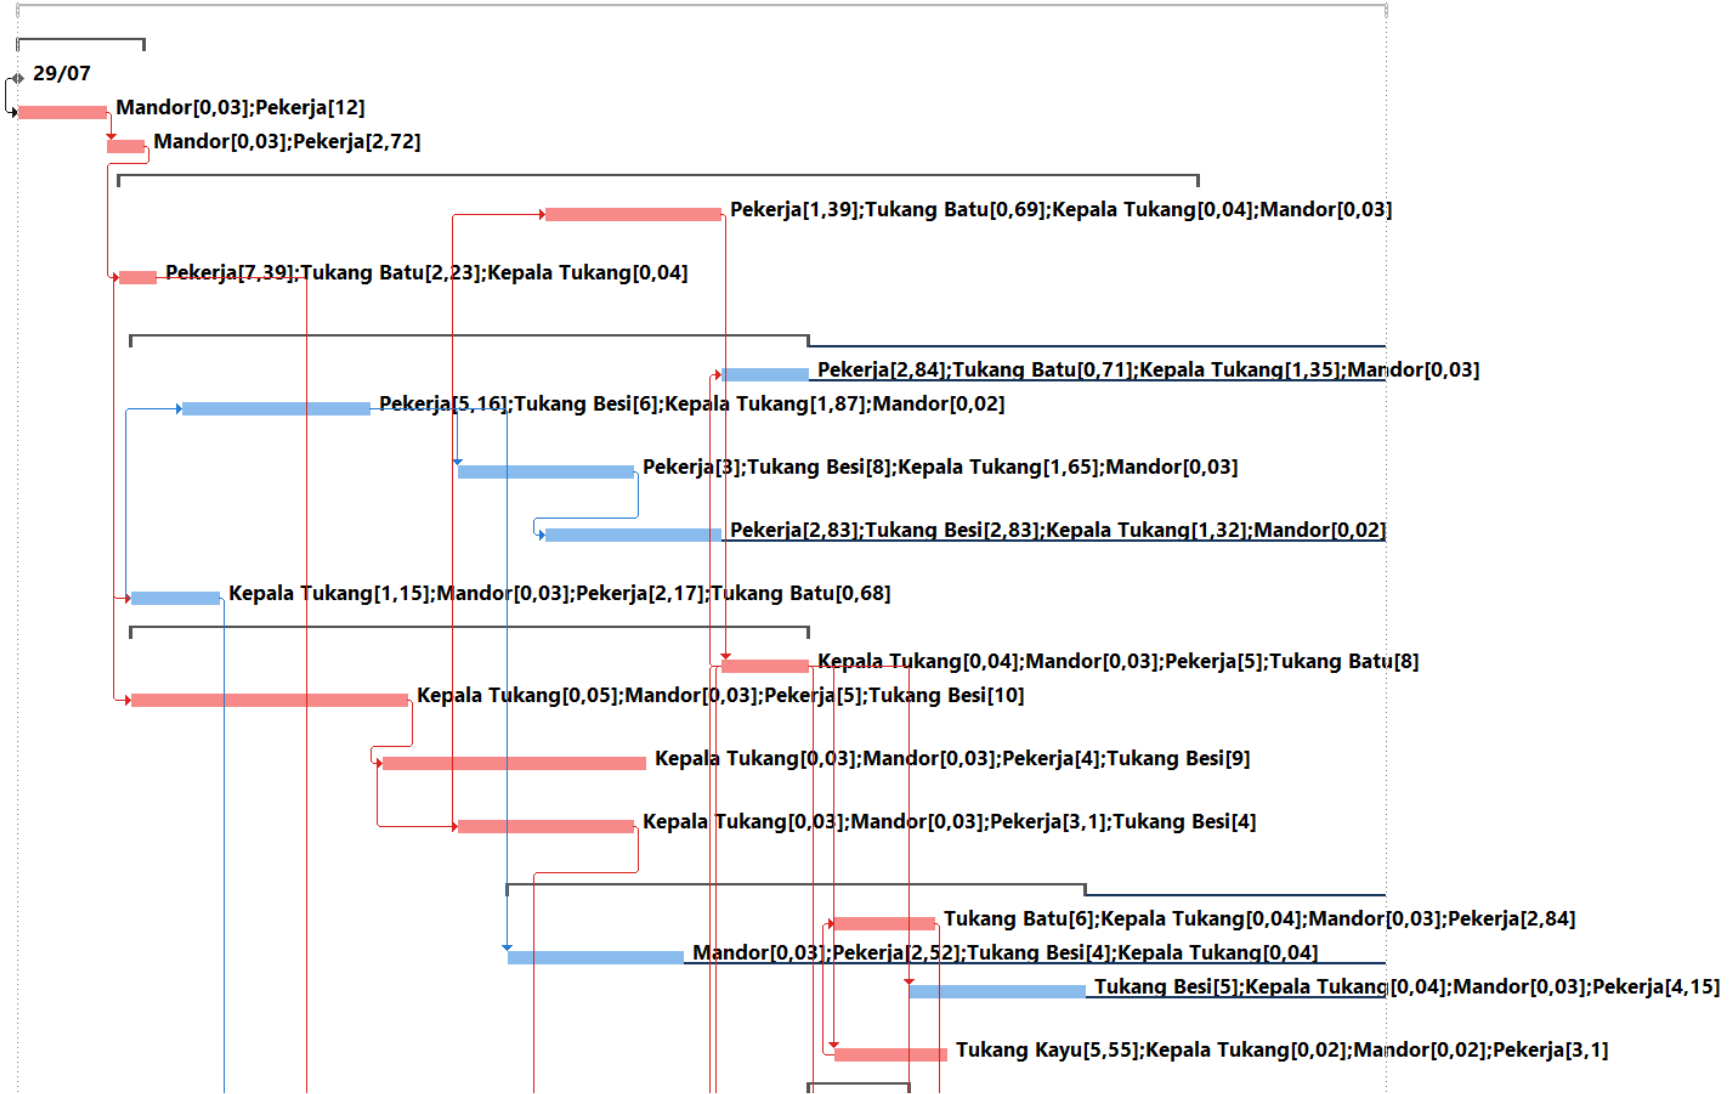 29/07
Mandor[0,03];Pekerja[12]
Mandor[0,03];Pekerja[2,72]
Pekerja[1,39];Tukang Batu[0,69];Kepala Tukang[0,04];Mandor[0,03]
Pekerja[7,39];Tukang Batu[2,23];Kepala Tukang[0,04]
Pekerja[2,84];Tukang Batu[0,71];Kepala Tukang[1,35];Mandor[0,03]
Pekerja[5,16];Tukang Besi[6];Kepala Tukang[1,87];Mandor[0,02]
Pekerja[3];Tukang Besi[8];Kepala Tukang[1,65];Mandor[0,03]
Pekerja[2,83];Tukang Besi[2,83];Kepala Tukang[1,32];Mandor[0,02]
Kepala Tukang[1,15];Mandor[0,03];Pekerja[2,17];Tukang Batu[0,68]
Kepala Tukang[0,04];Mandor[0,03];Pekerja[5];Tukang Batu[8]
Kepala Tukang[0,05];Mandor[0,03];Pekerja[5];Tukang Besi[10]
Kepala Tukang[0,03];Mandor[0,03];Pekerja[4];Tukang Besi[9]
Kepala Tukang[0,03];Mandor[0,03];Pekerja[3,1];Tukang Besi[4]
Tukang Batu[6];Kepala Tukang[0,04];Mandor[0,03];Pekerja[2,84]
Mandor[0,03];Pekerja[2,52];Tukang Besi[4];Kepala Tukang[0,04]
Tukang Besi[5];Kepala Tukang[0,04];Mandor[0,03];Pekerja[4,15]
Tukang Kayu[5,55];Kepala Tukang[0,02];Mandor[0,02];Pekerja[3,1]